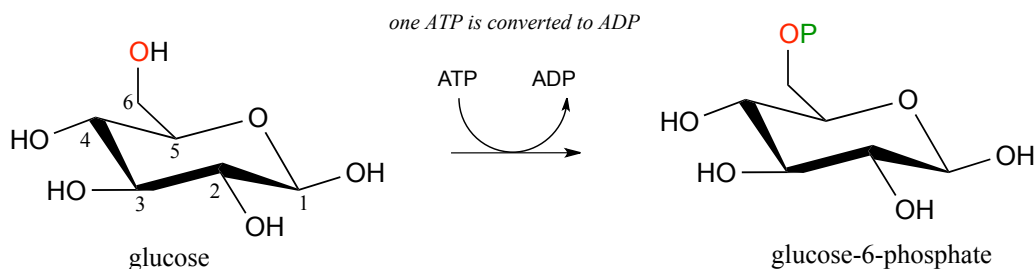 one ATP is converted to ADP
OH
OP
6
ATP
ADP
HO
4
O
5
HO
O
HO
3
2
OH
1
OH
HO
OH
OH
glucose
glucose-6-phosphate